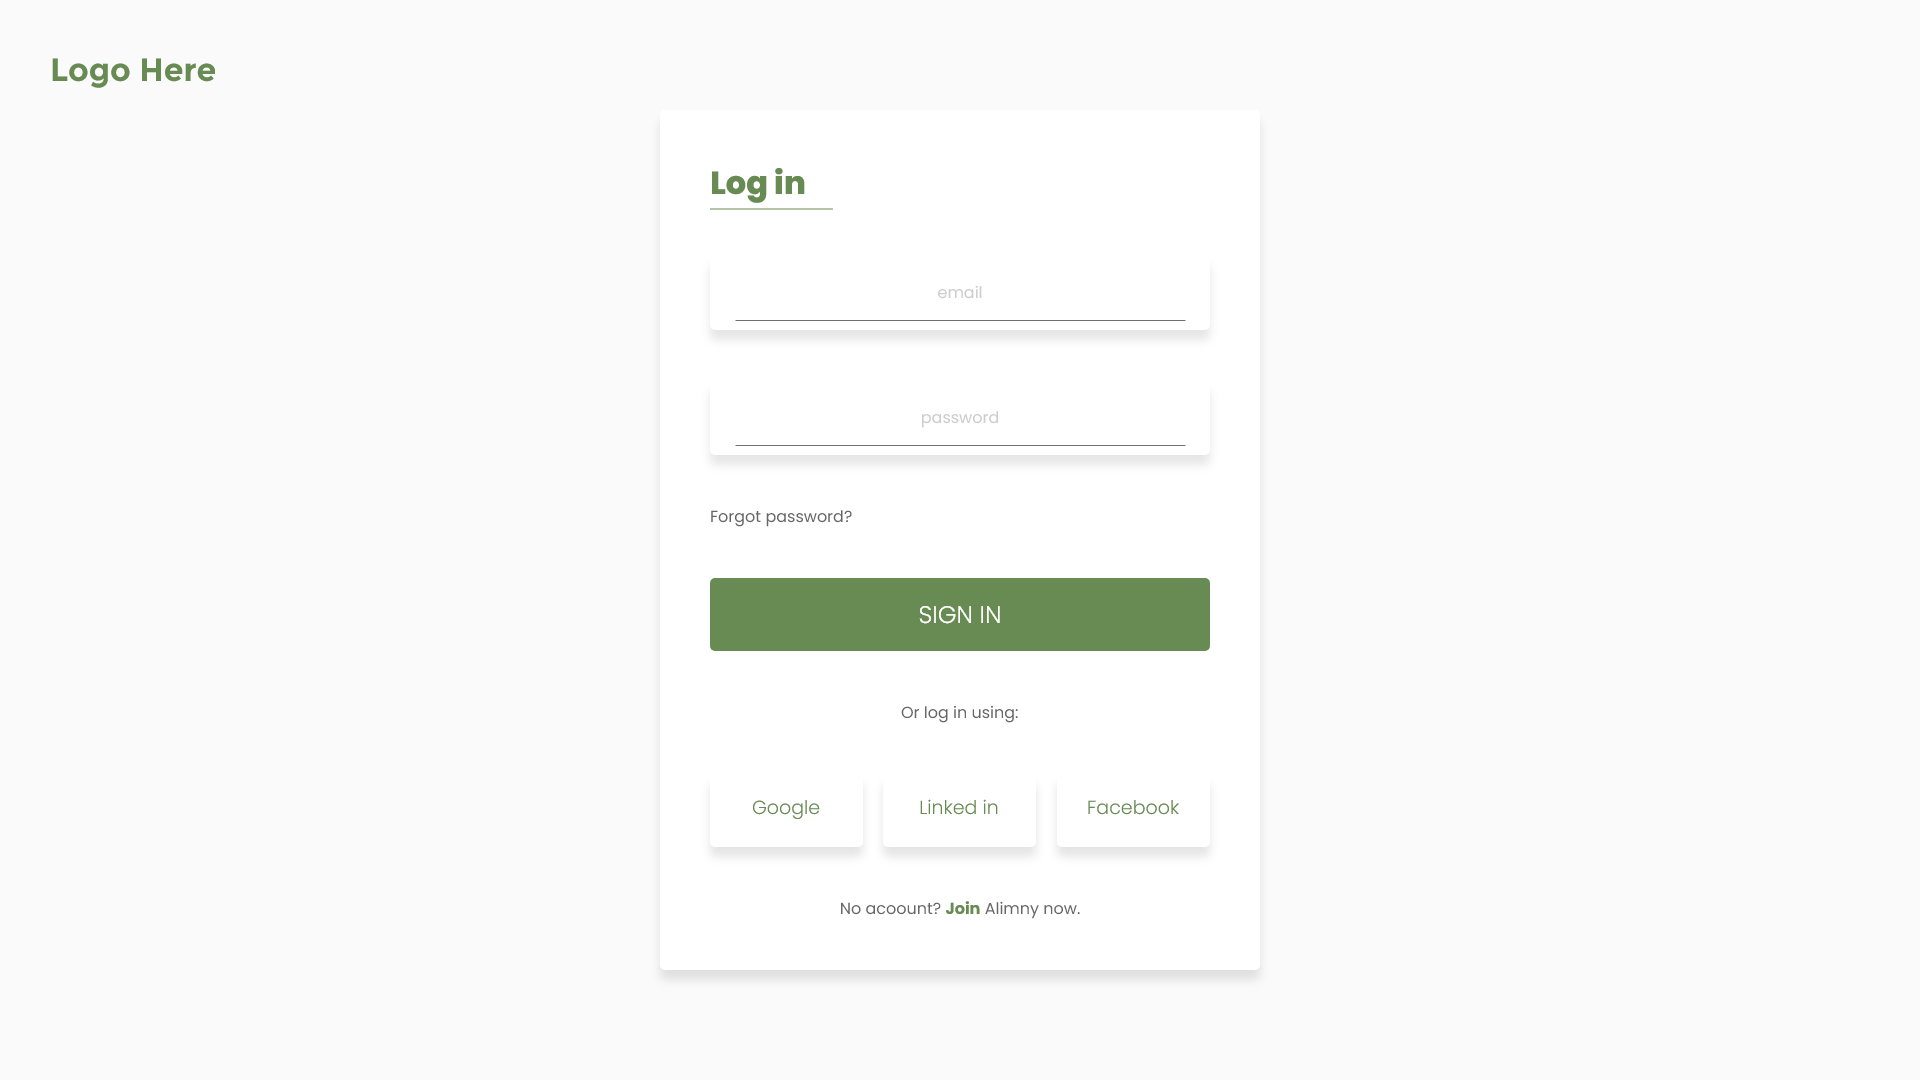 Logo Here
Log in
email
password
Forgot password?
SIGN IN
Or log in using:
Google
Linked in
Facebook
No acoount? Join Alimny now.